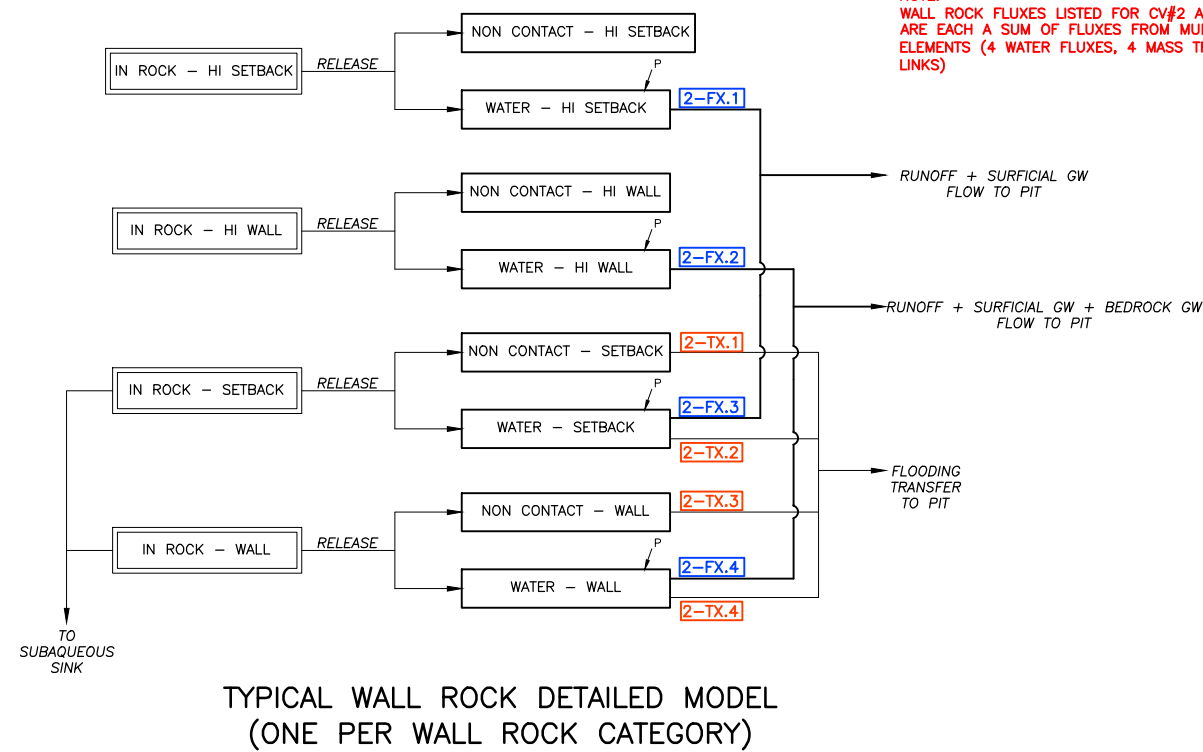 NON CONTACT – HI SETBACK
WALL ROCK FLUXES LISTED FOR CV#2
ARE EACH A SUM OF FLUXES FROM
ELEMENTS (4 WATER FLUXES, 4 MASS
LINKS)
IN ROCK – HI SETBACK
RELEASE
P
WATER – HI SETBACK
2–FX.1
RUNOFF + SURFICIAL GW
FLOW TO PIT
NON CONTACT – HI WALL
IN ROCK – HI WALL
RELEASE
P
WATER – HI WALL
2–FX.2
RUNOFF + SURFICIAL GW + BEDROCK GW
FLOW TO PIT
NON CONTACT – SETBACK
2–TX.1
IN ROCK – SETBACK
RELEASE
P
WATER – SETBACK
2–FX.3
2–TX.2
FLOODING
TRANSFER
TO PIT
NON CONTACT – WALL
2–TX.3
IN ROCK – WALL
RELEASE
P
WATER – WALL
2–FX.4
2–TX.4
TO
SUBAQUEOUS
SINK
TYPICAL WALL ROCK DETAILED MODEL
(ONE PER WALL ROCK CATEGORY)